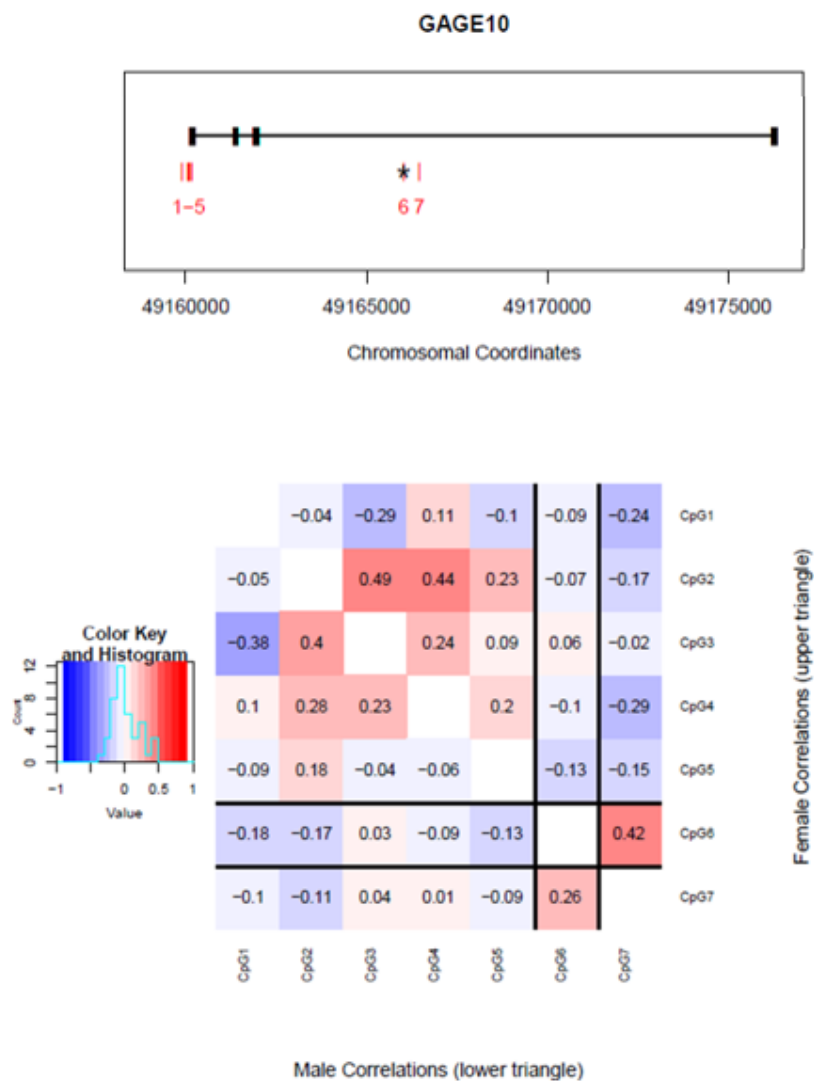 GAGE10
*
1−5
6 7
49160000 49165000 49170000 49175000
Chromosomal Coordinates
−0.04 −0.29 0.11 −0.1 −0.09 −0.24 CpG1
−0.05 0.49 0.44 0.23 −0.07 −0.17 CpG2
−0.38 0.4 0.24 0.09 0.06 −0.02 CpG3
0.1 0.28 0.23 0.2 −0.1 −0.29 CpG4
−0.09 0.18 −0.04 −0.06 −0.13 −0.15 CpG5
−0.18 −0.17 0.03 −0.09 −0.13 0.42 CpG6
−0.1 −0.11 0.04 0.01 −0.09 0.26 CpG7
CpG1 CpG2 CpG3 CpG4 CpG5 CpG6 CpG7
Female Correlations (upper triangle)
Male Correlations (lower triangle)
Color Key
and Histogram
Count
0 4 8 12
−1 −0.5 0 0.5 1
Value